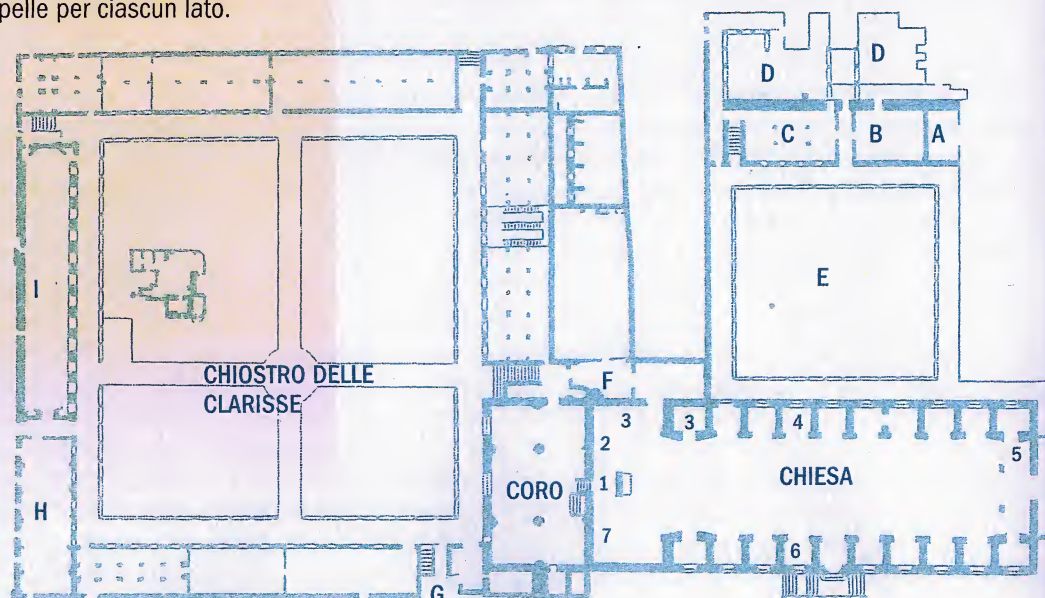 pelle per ciascun lato.
D
D
C
B
A
I
E
CHIOSTRO DELLE
CLARISSE
F
3
3
4
2
5
1
CORO
CHIESA
H
7
6
G